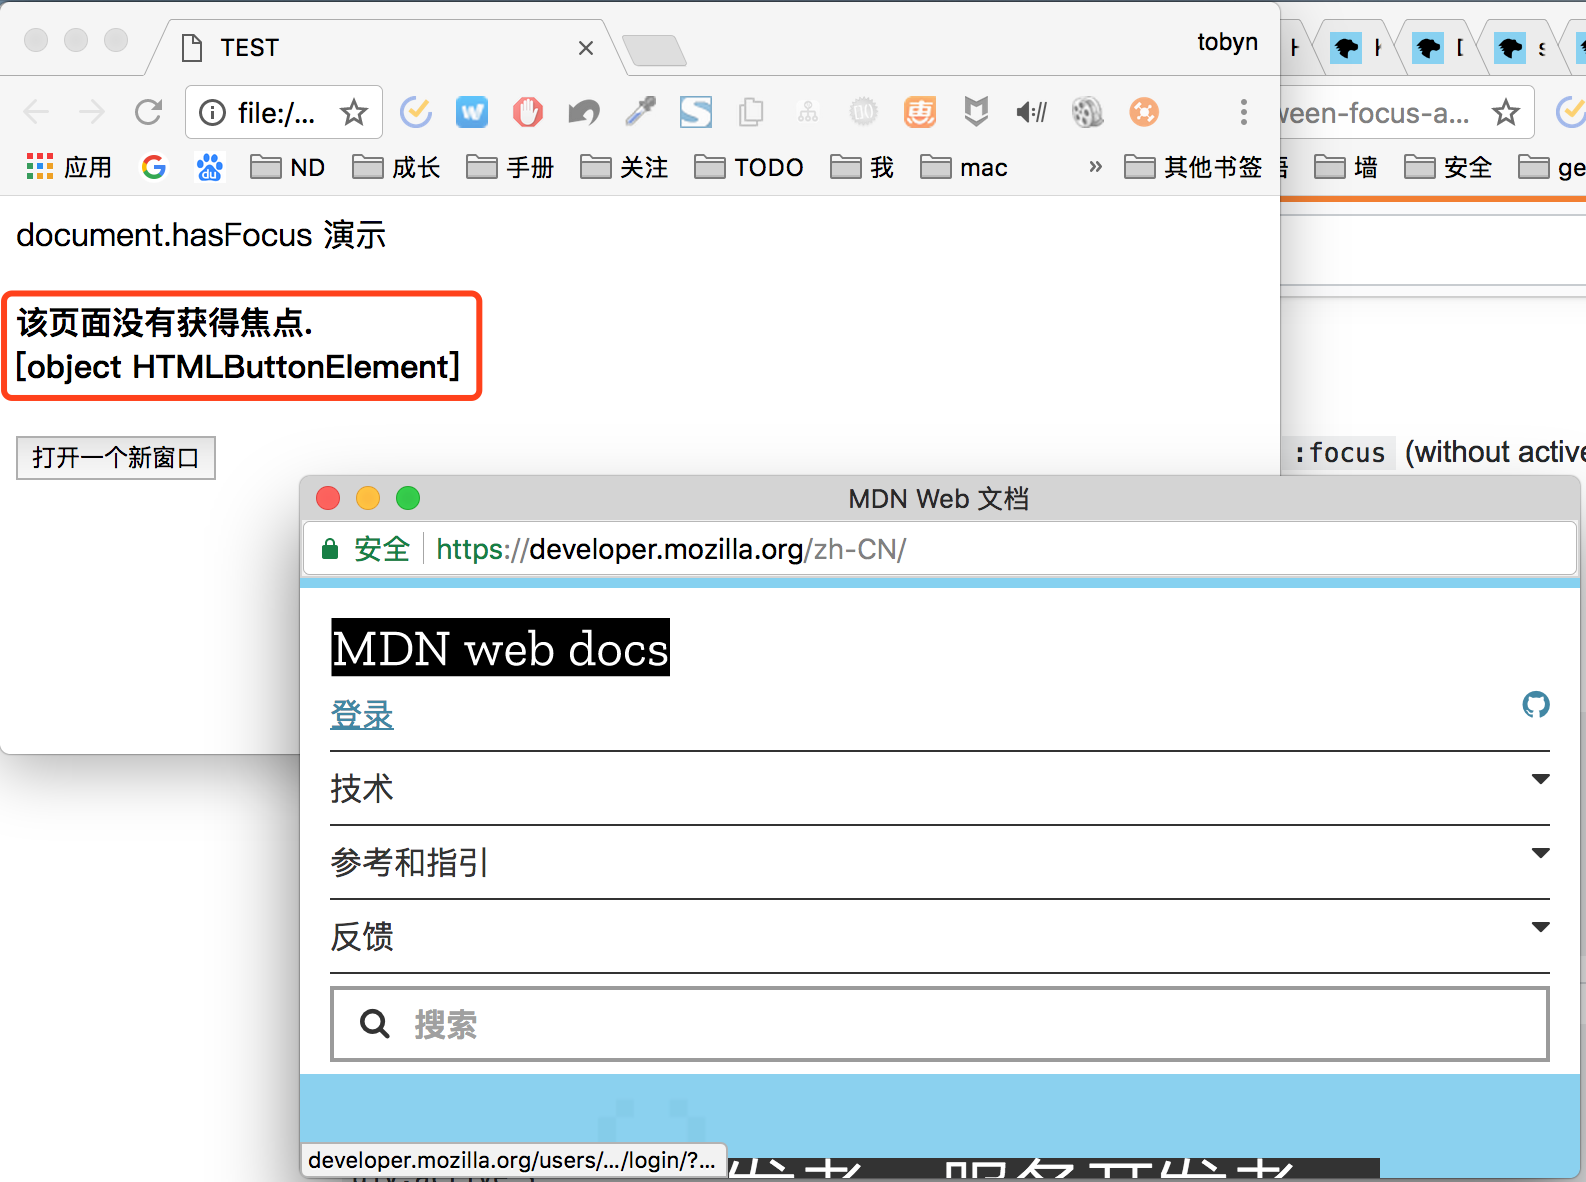 TEST
tobyn
file:/...
ween-focus-a...
应用
ND
成长
手册
关注
TODO
我
mac
»
其他书签
墙
安全
ge
document.hasFocus 演示
该页面没有获得焦点.
[object HTMLButtonElement]
打开一个新窗口
:focus (without active
MDN Web 文档
安全
https://developer.mozilla.org/zh-CN/
MDN web docs
登录
技术
参考和指引
反馈
搜索
developer.mozilla.org/users/.../login/?...